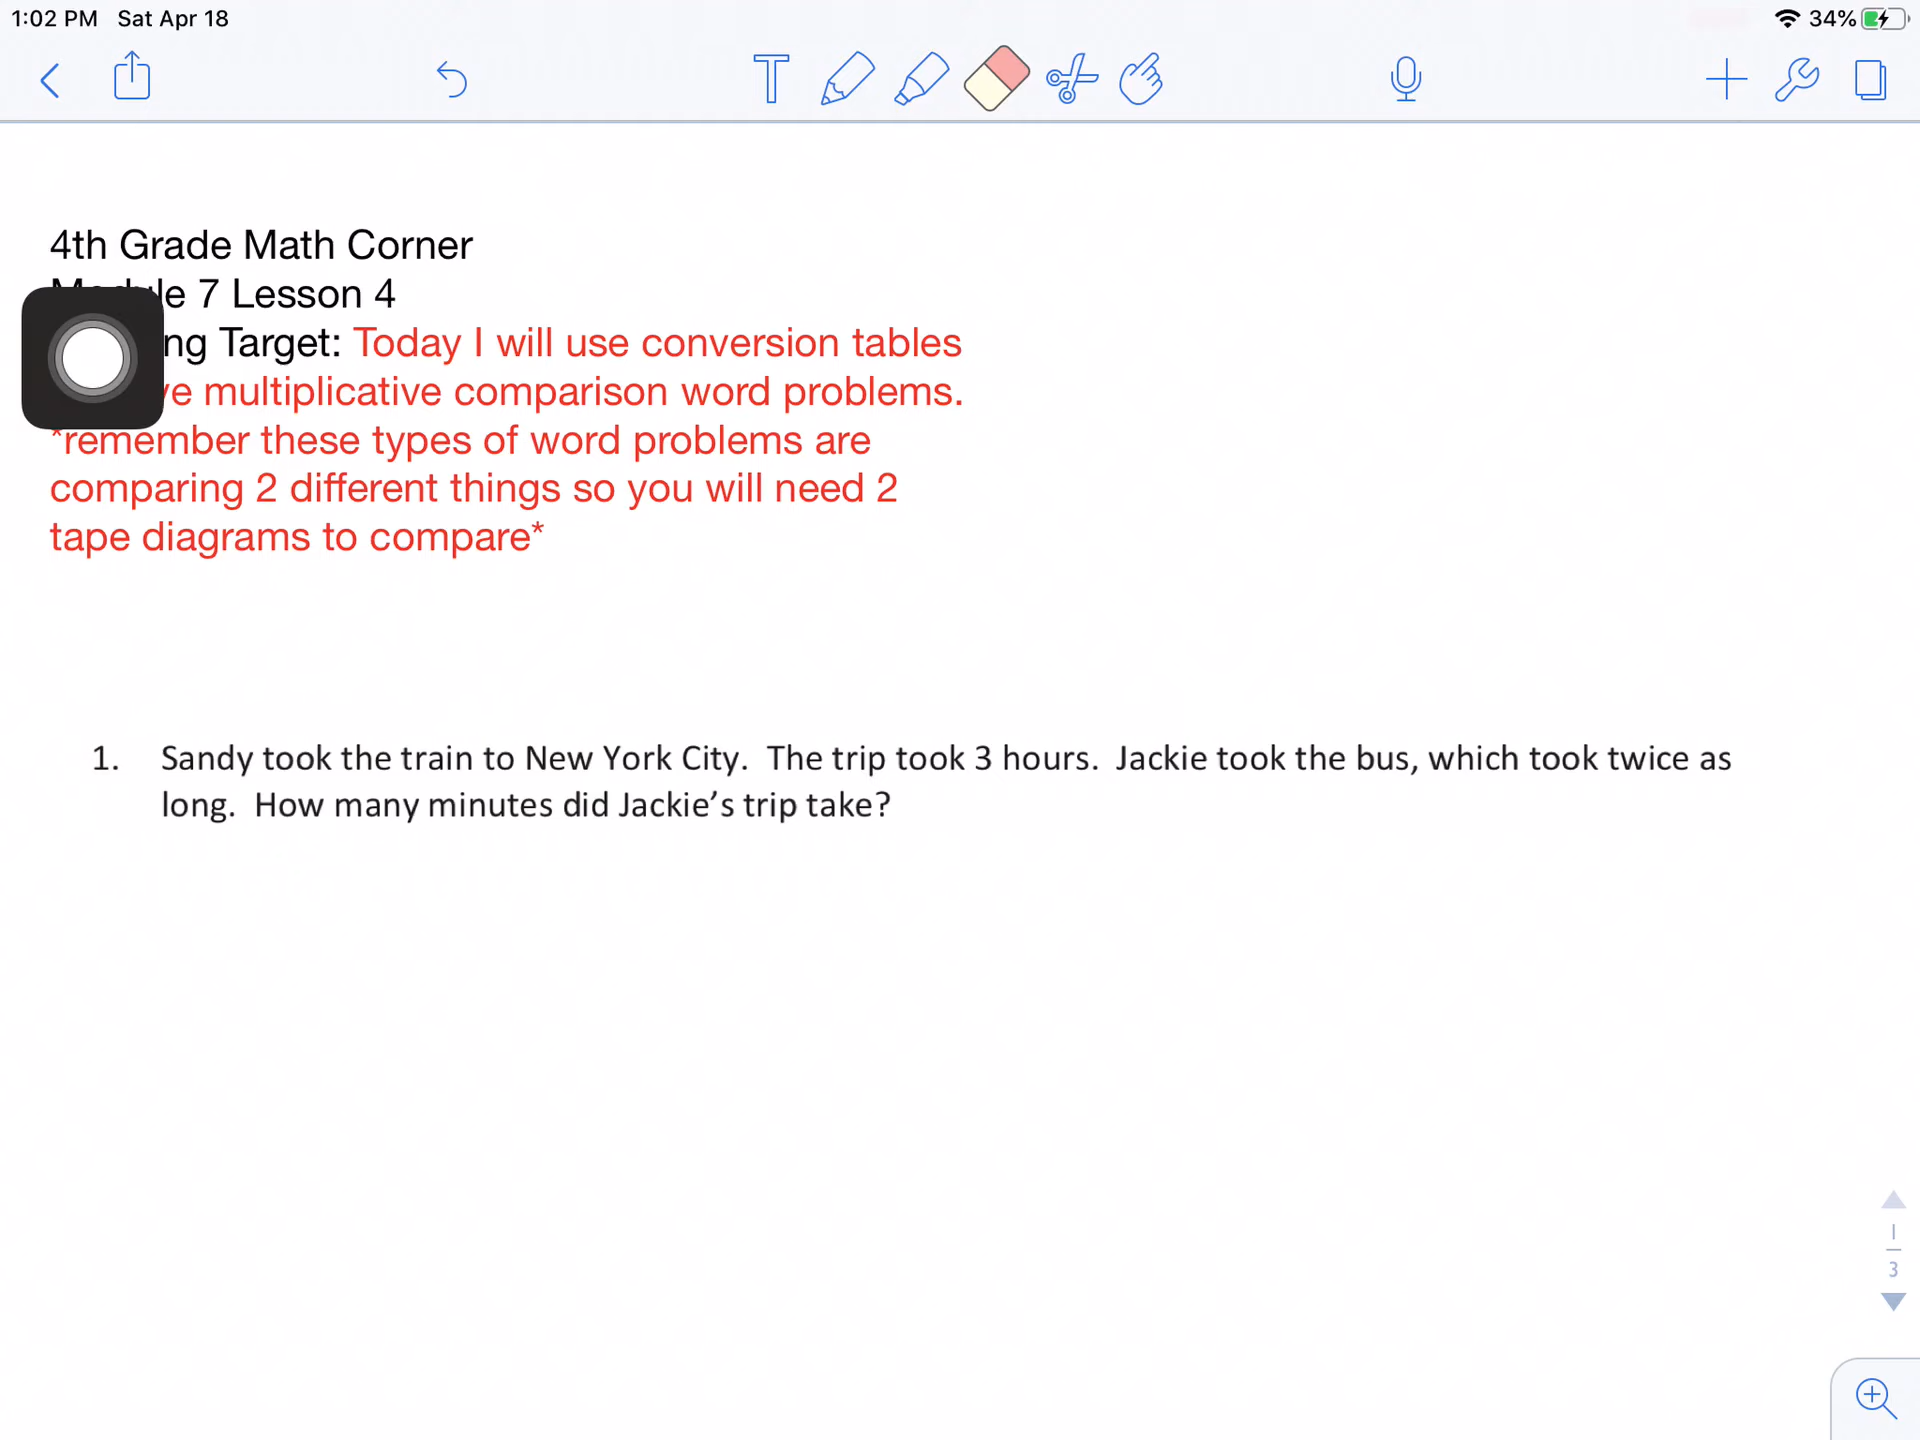 1:02 PM Sat Apr 18
34%
4th Grade Math Corner
7 Lesson 4
Target: Today I will use conversion tables
multiplicative comparison word problems.
*remember these types of word problems are
comparing 2 different things so you will need 2
tape diagrams to compare*
1. Sandy took the train to New York City. The trip took 3 hours. Jackie took the bus, which took twice as
long. How many minutes did Jackie’s trip take?
1
3